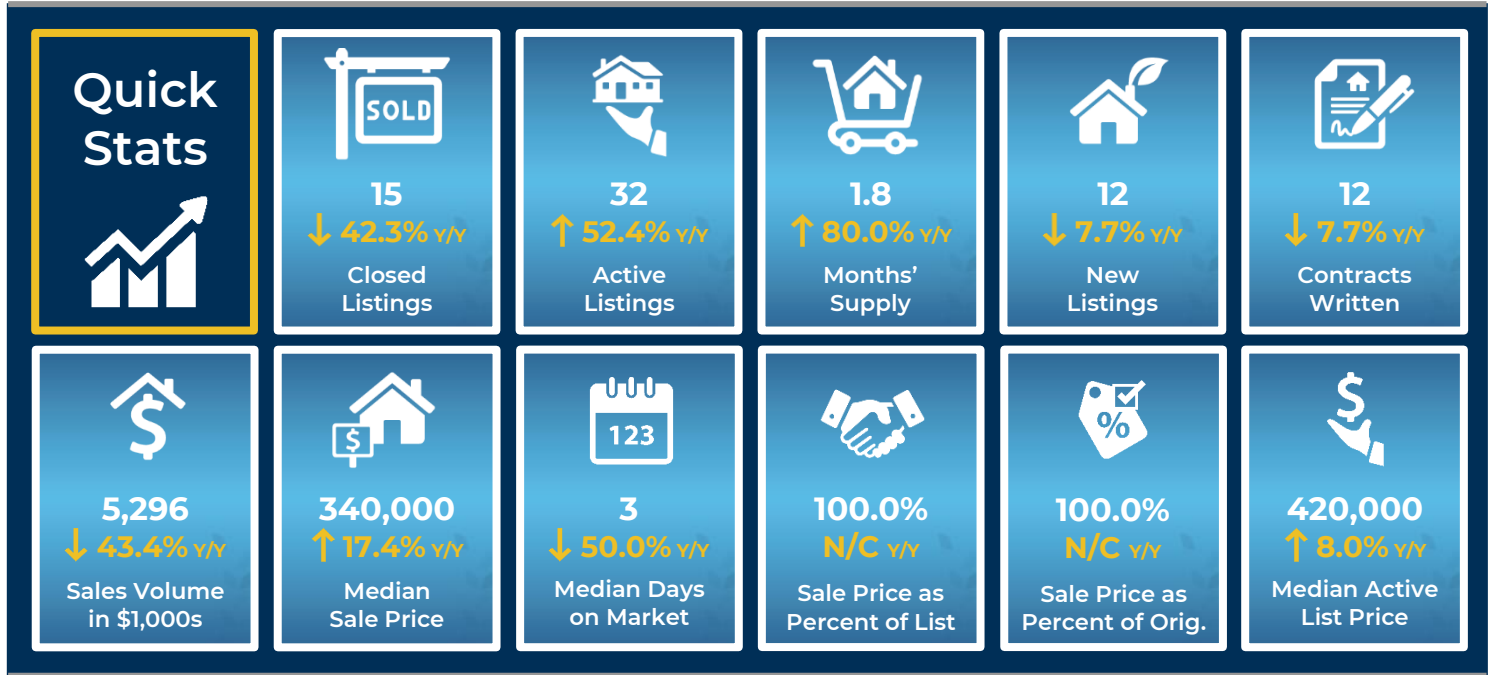 Quick
Stats
SOLD
15
↓ 42.3% Y/Y
Closed
Listings
32
↑ 52.4% Y/Y
Active
Listings
1.8
↑ 80.0% Y/Y
Months’
Supply
12
↓ 7.7% Y/Y
New
Listings
12
↓ 7.7% Y/Y
Contracts
Written
$
5,296
↓ 43.4% Y/Y
Sales Volume
in $1,000s
$
340,000
↑ 17.4% Y/Y
Median
Sale Price
123
3
↓ 50.0% Y/Y
Median Days
on Market
100.0%
N/C Y/Y
Sale Price as
Percent of List
%
100.0%
N/C Y/Y
Sale Price as
Percent of Orig.
$
420,000
↑ 8.0% Y/Y
Median Active
List Price